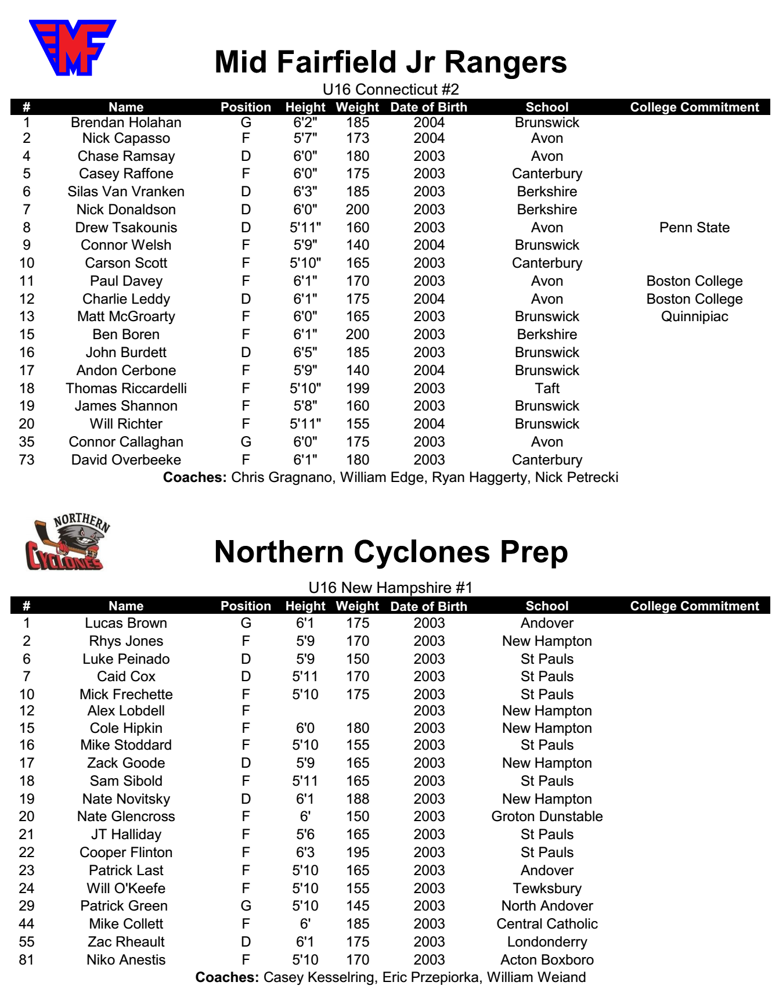 MF
Mid Fairfield Jr Rangers
U16 Connecticut #2
# Name Position Height Weight Date of Birth School College Commitment
1 Brendan Holahan G 6'2" 185 2004 Brunswick
2 Nick Capasso F 5'7" 173 2004 Avon
4 Chase Ramsay D 6'0" 180 2003 Avon
5 Casey Raffone F 6'0" 175 2003 Canterbury
6 Silas Van Vranken D 6'3" 185 2003 Berkshire
7 Nick Donaldson D 6'0" 200 2003 Berkshire
8 Drew Tsakounis D 5'11" 160 2003 Avon Penn State
9 Connor Welsh F 5'9" 140 2004 Brunswick
10 Carson Scott F 5'10" 165 2003 Canterbury
11 Paul Davey F 6'1" 170 2003 Avon Boston College
12 Charlie Leddy D 6'1" 175 2004 Avon Boston College
13 Matt McGroarty F 6'0" 165 2003 Brunswick Quinnipiac
15 Ben Boren F 6'1" 200 2003 Berkshire
16 John Burdett D 6'5" 185 2003 Brunswick
17 Andon Cerbone F 5'9" 140 2004 Brunswick
18 Thomas Riccardelli F 5'10" 199 2003 Taft
19 James Shannon F 5'8" 160 2003 Brunswick
20 Will Richter F 5'11" 155 2004 Brunswick
35 Connor Callaghan G 6'0" 175 2003 Avon
73 David Overbeeke F 6'1" 180 2003 Canterbury
Coaches: Chris Gragnano, William Edge, Ryan Haggerty, Nick Petrecki
NORTHERN
CYCLONES
Northern Cyclones Prep
U16 New Hampshire #1
# Name Position Height Weight Date of Birth School College Commitment
1 Lucas Brown G 6'1 175 2003 Andover
2 Rhys Jones F 5'9 170 2003 New Hampton
6 Luke Peinado D 5'9 150 2003 St Pauls
7 Caid Cox D 5'11 170 2003 St Pauls
10 Mick Frechette F 5'10 175 2003 St Pauls
12 Alex Lobdell F 2003 New Hampton
15 Cole Hipkin F 6'0 180 2003 New Hampton
16 Mike Stoddard F 5'10 155 2003 St Pauls
17 Zack Goode D 5'9 165 2003 New Hampton
18 Sam Sibold F 5'11 165 2003 St Pauls
19 Nate Novitsky D 6'1 188 2003 New Hampton
20 Nate Glencross F 6' 150 2003 Groton Dunstable
21 JT Halliday F 5'6 165 2003 St Pauls
22 Cooper Flinton F 6'3 195 2003 St Pauls
23 Patrick Last F 5'10 165 2003 Andover
24 Will O'Keefe F 5'10 155 2003 Tewksbury
29 Patrick Green G 5'10 145 2003 North Andover
44 Mike Collett F 6' 185 2003 Central Catholic
55 Zac Rheault D 6'1 175 2003 Londonderry
81 Niko Anestis F 5'10 170 2003 Acton Boxboro
Coaches: Casey Kesselring, Eric Przepiorka, William Weiand